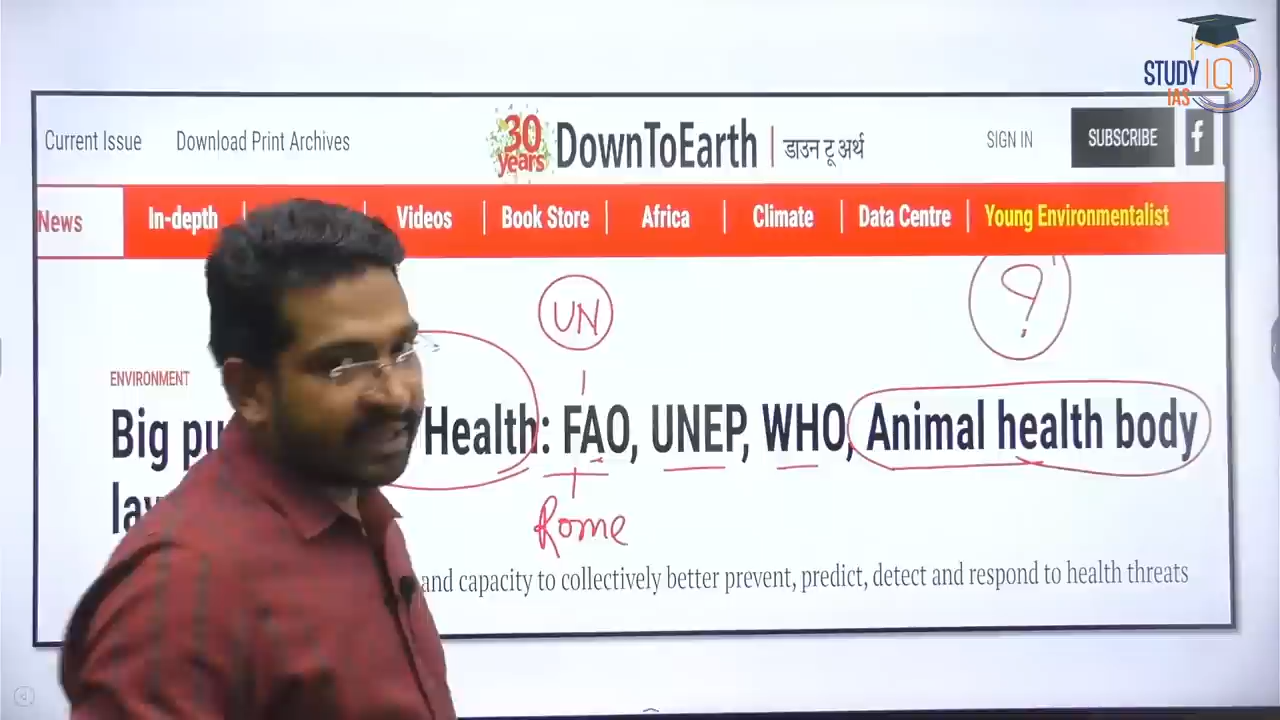 STUDY IQ
IAS
Current Issue Download Print Archives 30 years DownToEarth | डाउन टू अर्थ SIGN IN SUBSCRIBE f
News In-depth Videos Book Store Africa Climate Data Centre Young Environmentalist
UN ?
ENVIRONMENT
Big Health: FAO, UNEP, WHO, Animal health body
Rome
and capacity to collectively better prevent, predict, detect and respond to health threats